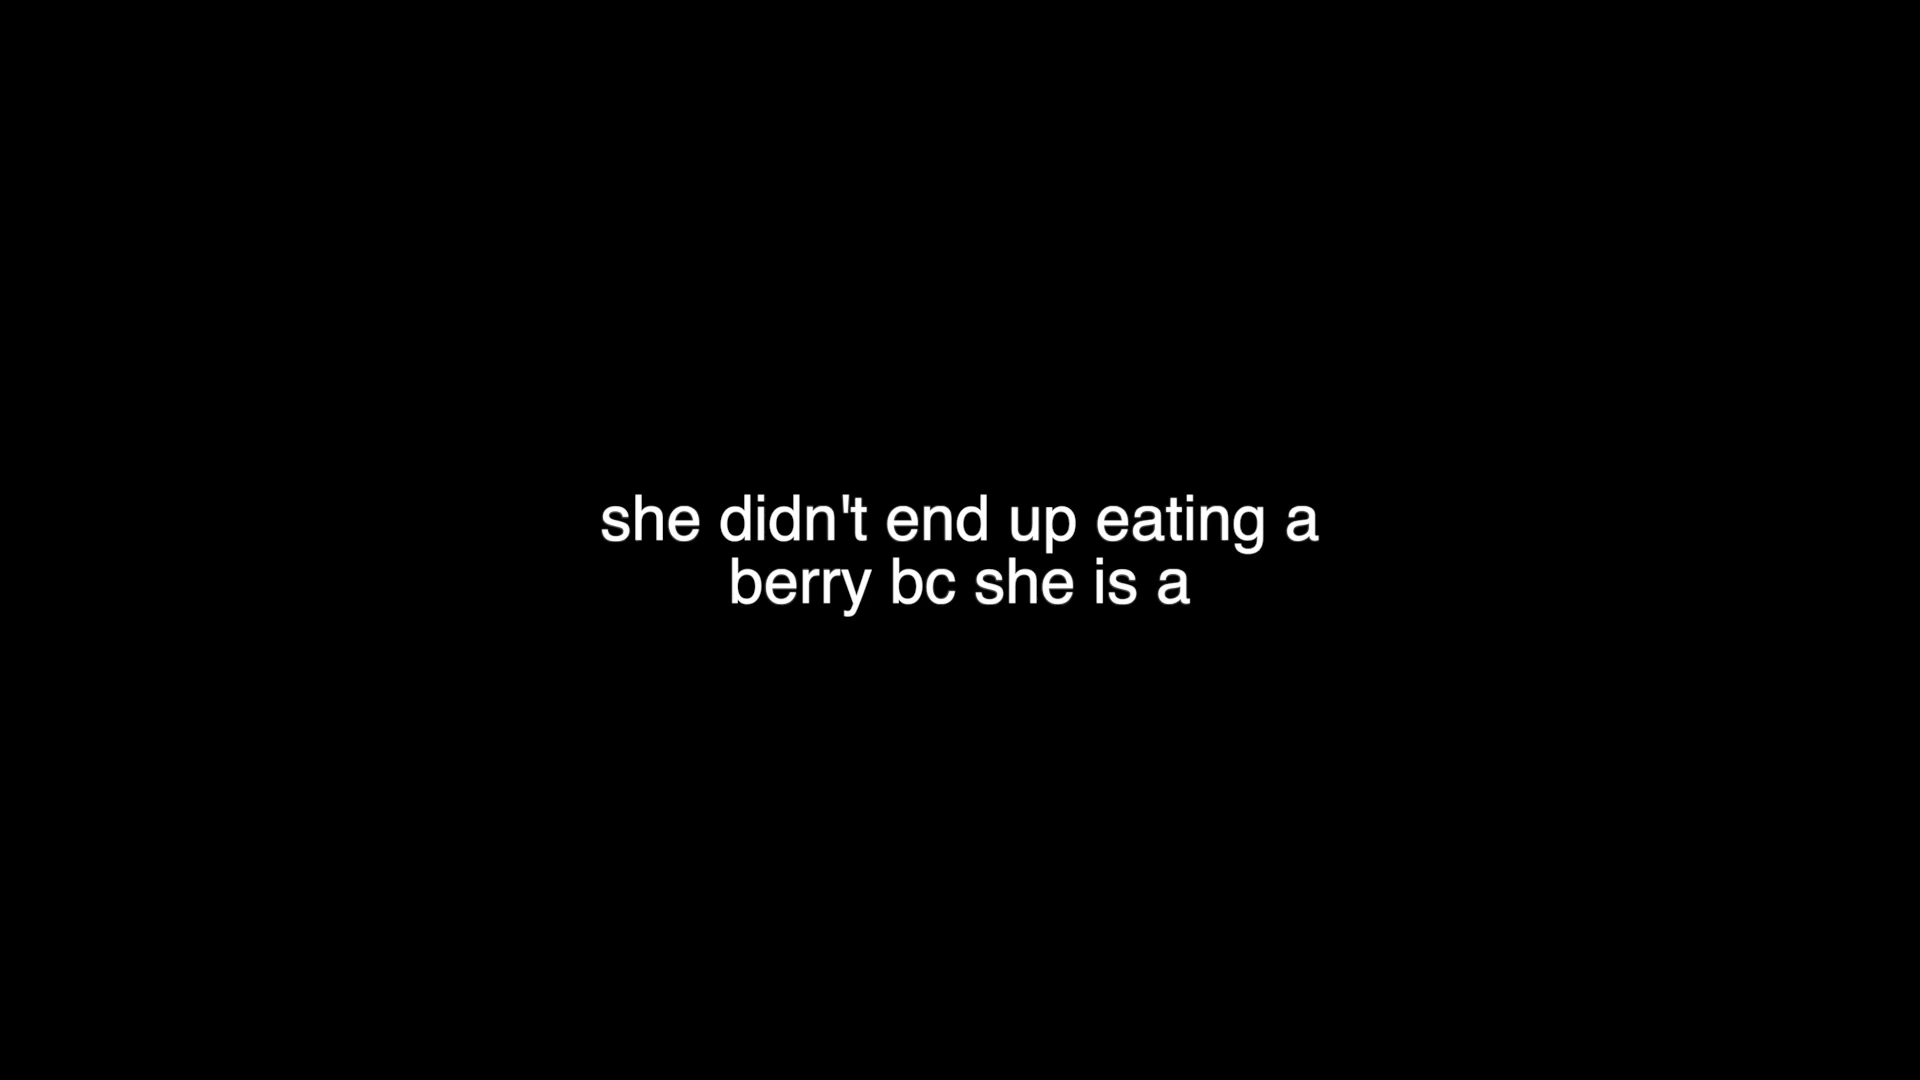 she didn't end up eating a
berry bc she is a